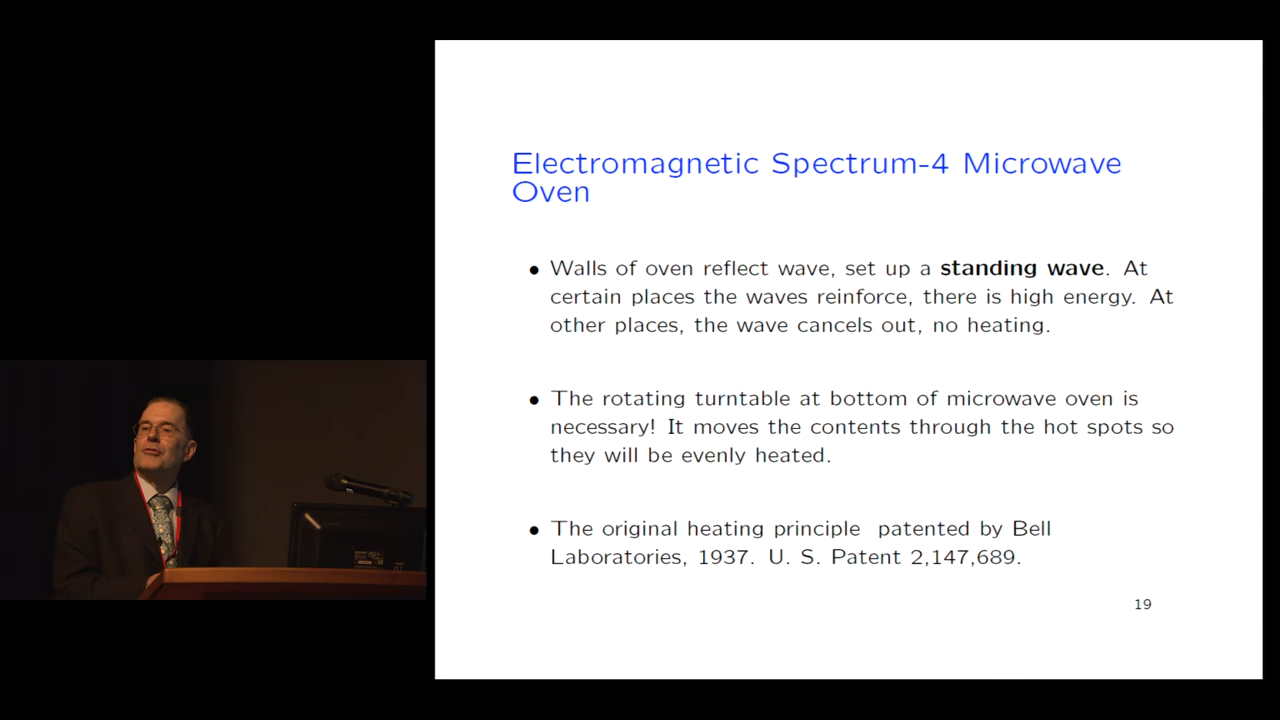 Electromagnetic Spectrum-4 Microwave
Oven
• Walls of oven reflect wave, set up a standing wave. At
certain places the waves reinforce, there is high energy. At
other places, the wave cancels out, no heating.
• The rotating turntable at bottom of microwave oven is
necessary! It moves the contents through the hot spots so
they will be evenly heated.
• The original heating principle patented by Bell
Laboratories, 1937. U. S. Patent 2,147,689.
19